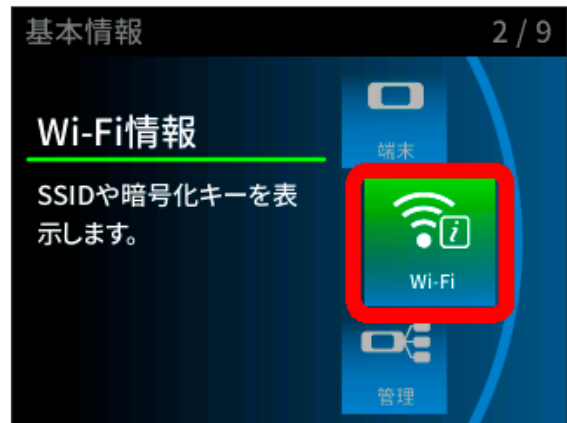 基本情報 2 / 9
Wi-Fi情報
SSIDや暗号化キーを表
示します。
端末
Wi-Fi
管理